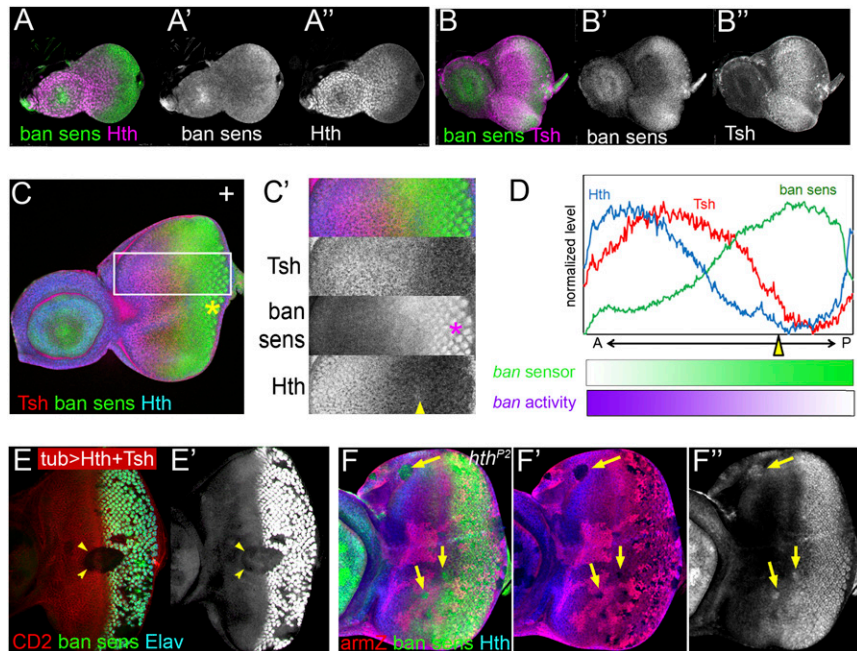 A
A'
A''
ban sens Hth
ban sens
Hth
B
B'
B''
ban sens Tsh
ban sens
Tsh
C
+
*
Tsh ban sens Hth
C'
Tsh
ban
sens
*
Hth
D
Hth
Tsh
ban sens
normalized level
A
P
ban sensor
ban activity
E
tub>Hth+Tsh
E'
CD2 ban sens Elav
F
hthP2
F'
F''
armZ ban sens Hth